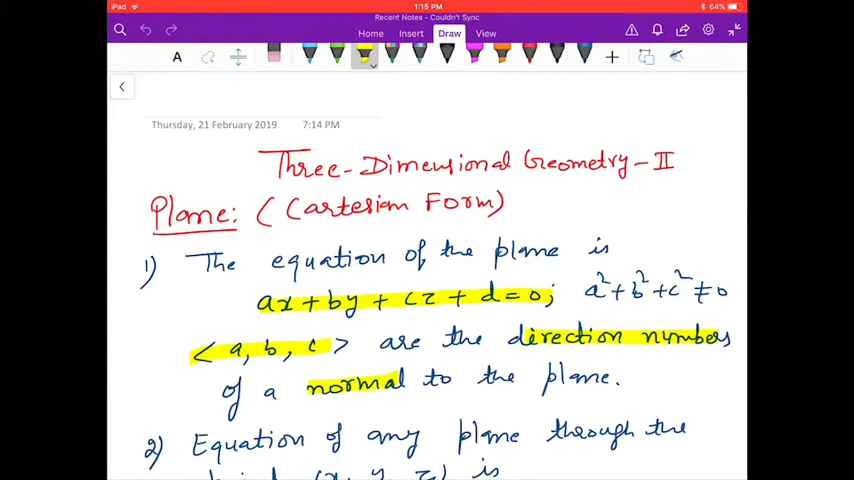 iPad 1:15 PM 64%
Recent Notes - Couldn't Sync
Home Insert Draw View
A
Thursday, 21 February 2019 7:14 PM
Three-Dimensional Geometry-II
Plane: (Cartesian Form)
1) The equation of the plane is
ax+by+cz+d=0; a²+b²+c²≠0
<a, b, c> are the direction numbers
of a normal to the plane.
2) Equation of any plane through the
(x, y, z) is